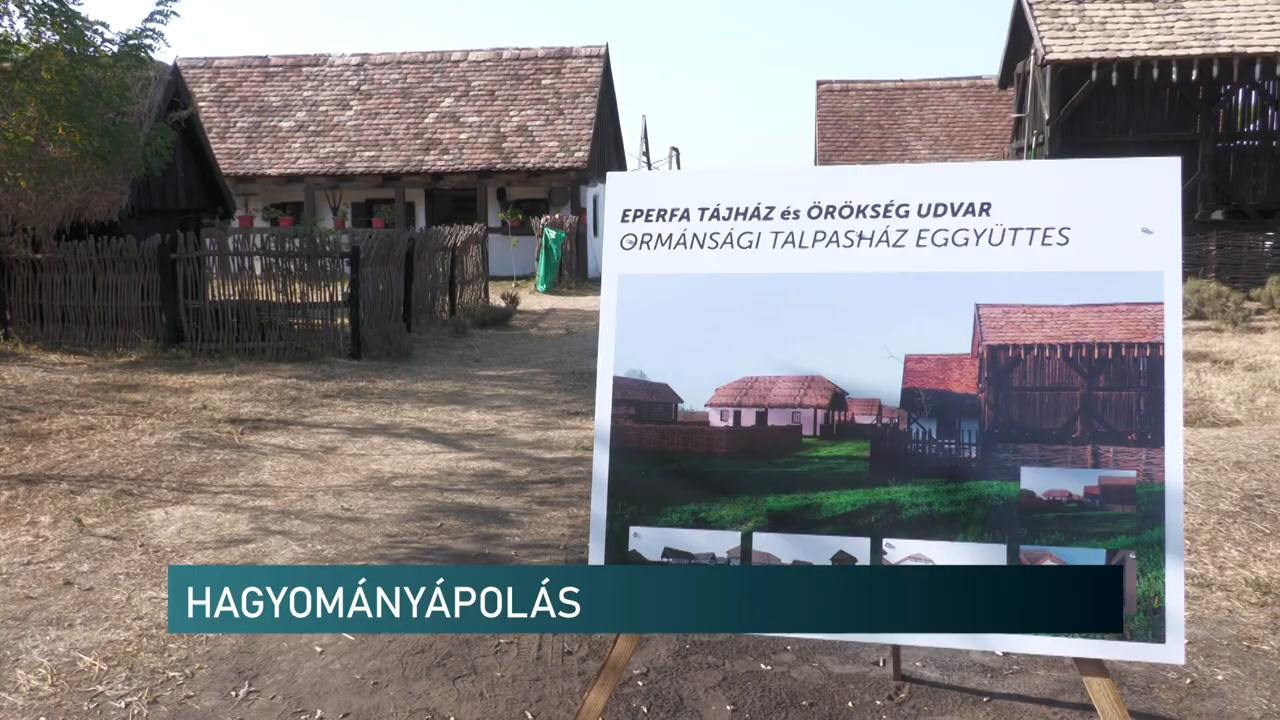 EPERFA TÁJHÁZ és ÖRÖKSÉG UDVAR
ORMÁNSÁGI TALPASHÁZ EGGYÜTTES
HAGYOMÁNYÁPOLÁS